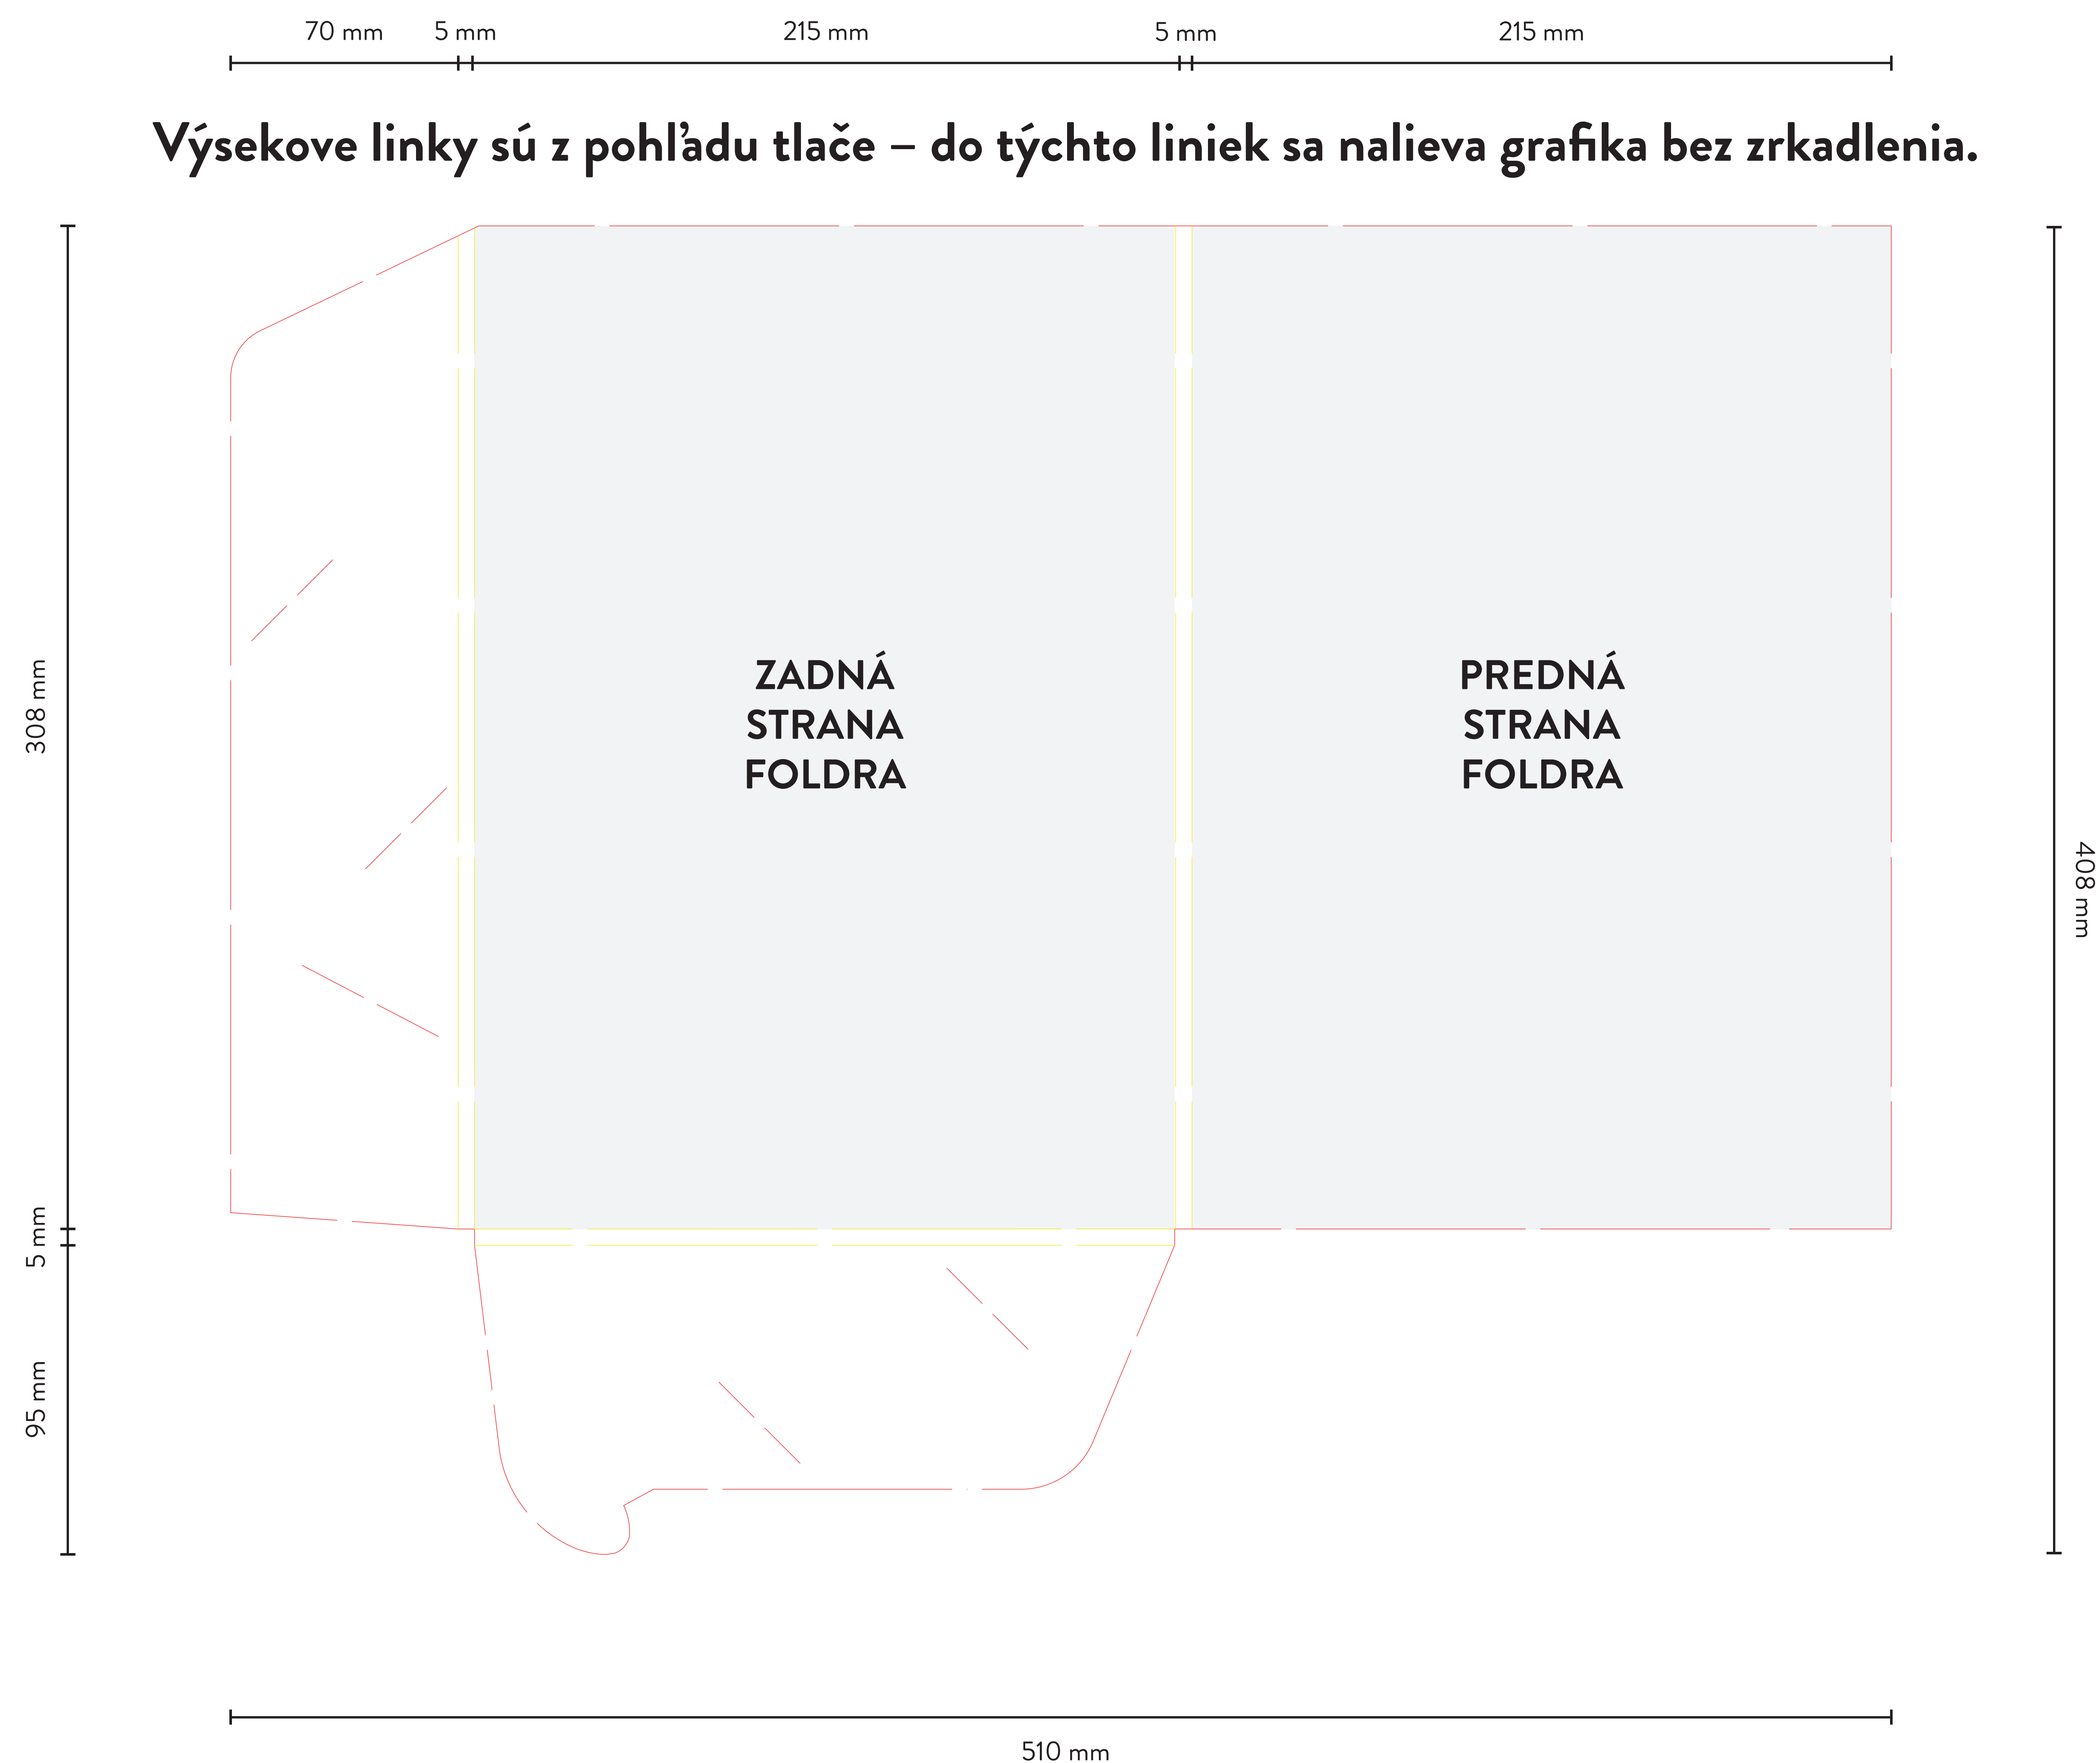 70 mm 5 mm 215 mm 5 mm 215 mm
Výsekove linky sú z pohľadu tlače – do týchto liniek sa nalieva grafika bez zrkadlenia.
308 mm
5 mm
95 mm
ZADNÁ
STRANA
FOLDRA
PREDNÁ
STRANA
FOLDRA
408 mm
510 mm